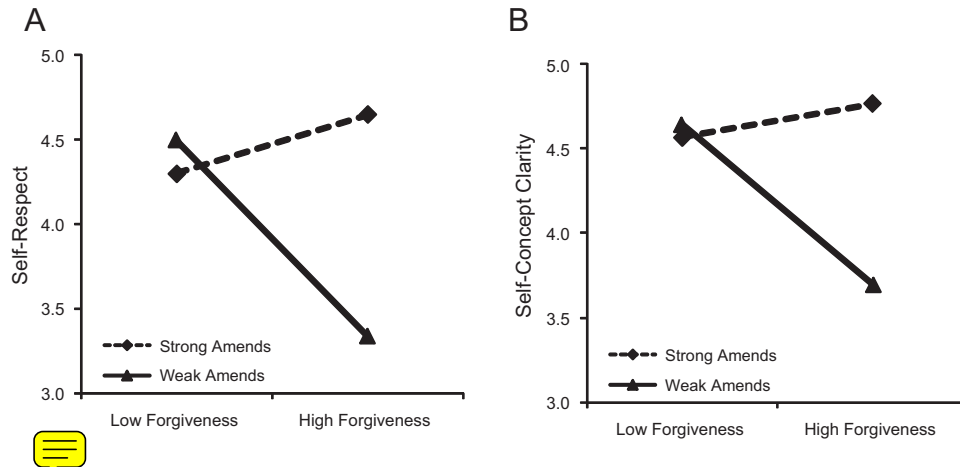 A
5.0
4.5
4.0
3.5
3.0
Self-Respect
Strong Amends
Weak Amends
Low Forgiveness
High Forgiveness
B
5.0
4.5
4.0
3.5
3.0
Self-Concept Clarity
Strong Amends
Weak Amends
Low Forgiveness
High Forgiveness